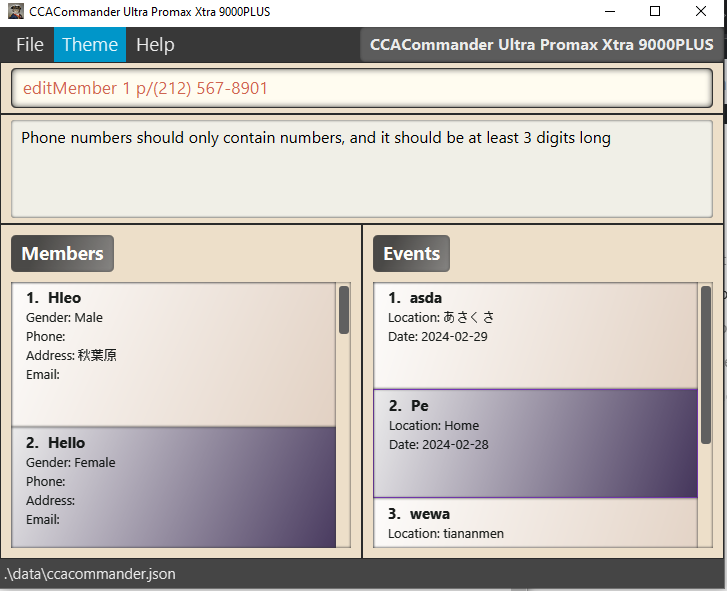 CCACommander Ultra Promax Xtra 9000PLUS
File Theme Help CCACommander Ultra Promax Xtra 9000PLUS
editMember 1 p/(212) 567-8901
Phone numbers should only contain numbers, and it should be at least 3 digits long
Members
1. Hleo
Gender: Male
Phone:
Address: 秋葉原
Email:
2. Hello
Gender: Female
Phone:
Address:
Email:
Events
1. asda
Location: あさくさ
Date: 2024-02-29
2. Pe
Location: Home
Date: 2024-02-28
3. wewa
Location: tiananmen
.\data\ccacommander.json